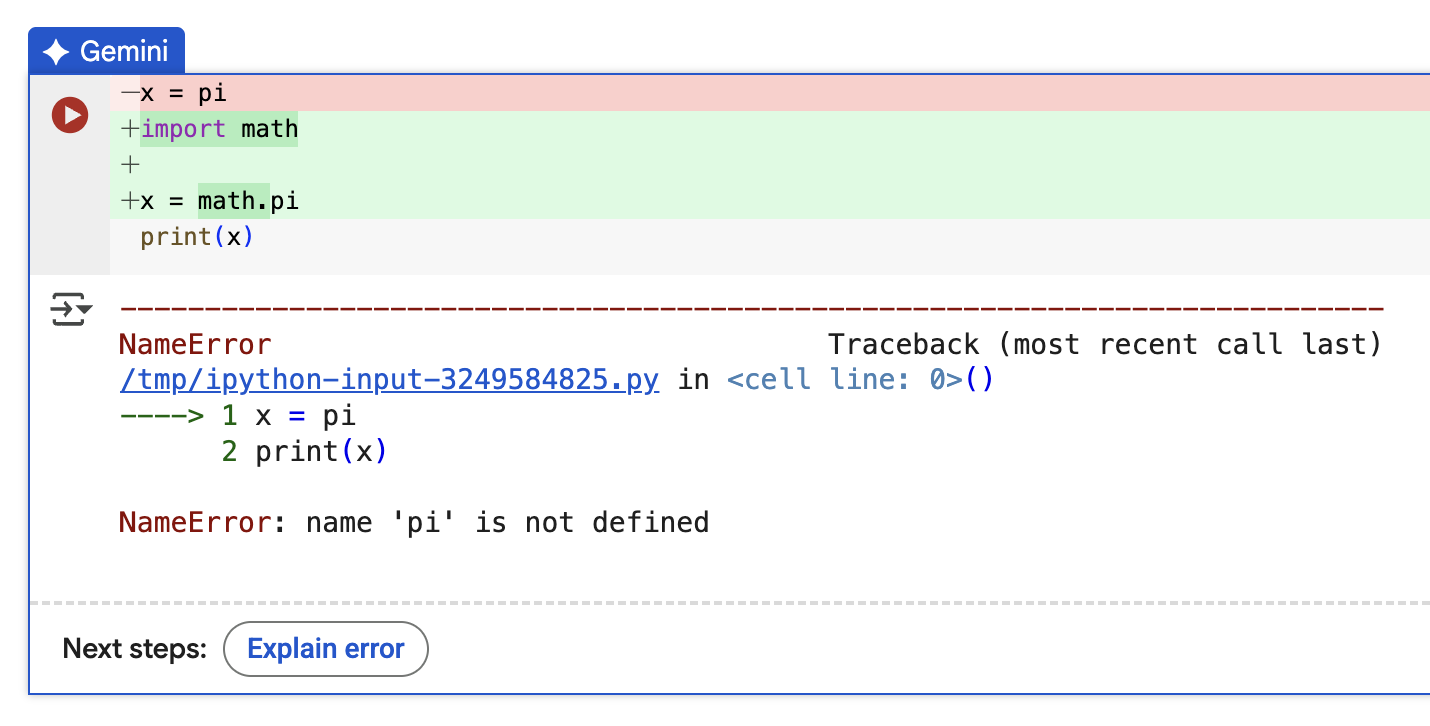 Gemini
−x = pi
+import math
+
+x = math.pi
print(x)
---------------------------------------------------------------------------
NameError                                 Traceback (most recent call last)
/tmp/ipython-input-3249584825.py in <cell line: 0>()
----> 1 x = pi
      2 print(x)
NameError: name 'pi' is not defined
Next steps: Explain error